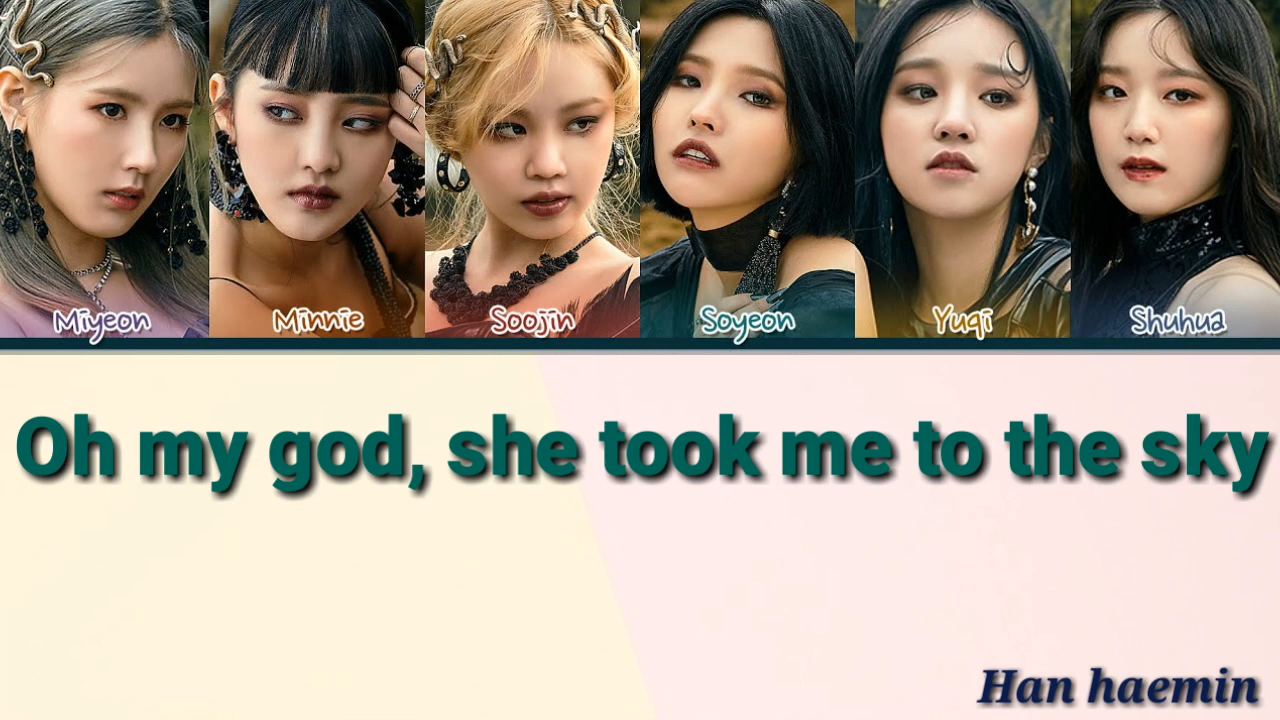 Miyeon
Minnie
Soojin
Soyeon
Yuqi
Shuhua
Oh my god, she took me to the sky
Han haemin